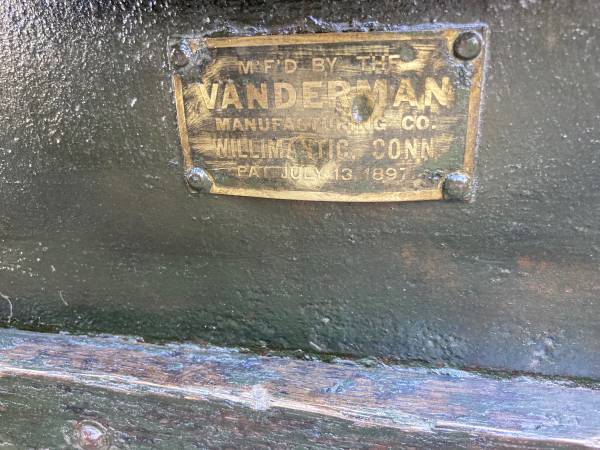 M'F'D BY THE
VANDERMAN
MANUFACTURING CO.
WILLIMANTIC, CONN
PAT. JULY 13, 1897